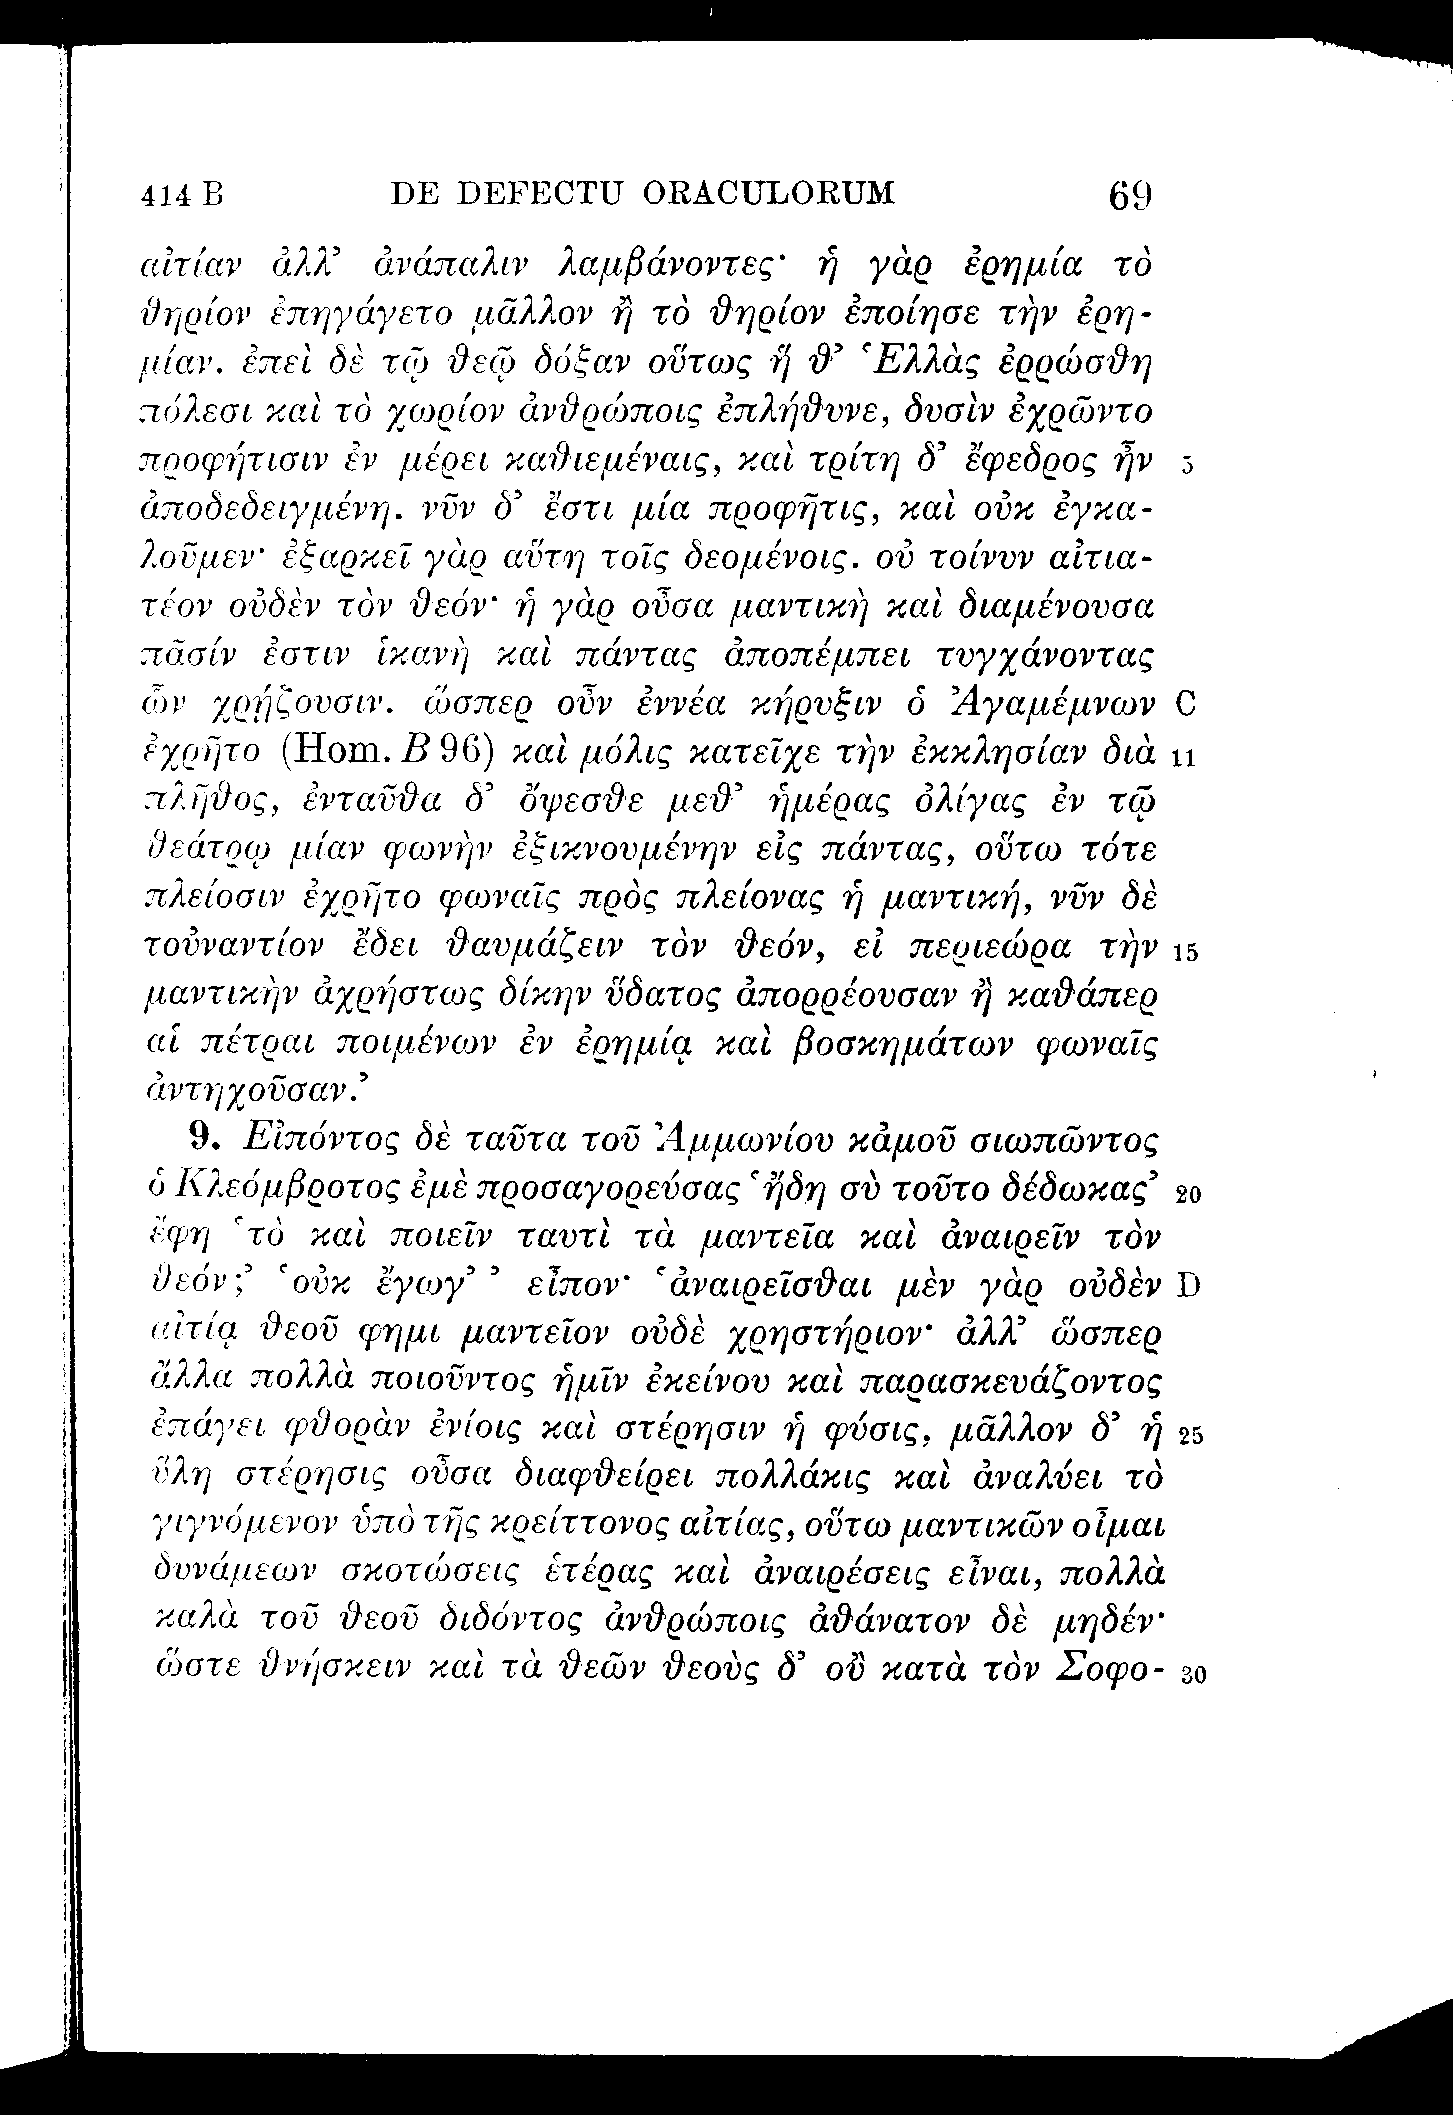 414 B DE DEFECTU ORACULORUM 69
αἰτίαν ἀλλ’ ἀνάπαλιν λαμβάνοντες· ἡ γὰρ ἐρημία τὸ
θηρίον ἐπηγάγετο μᾶλλον ἢ τὸ θηρίον ἐποίησε τὴν ἐρη-
μίαν. ἐπεὶ δὲ τῷ θεῷ δόξαν οὕτως ἥ θ’ Ἑλλὰς ἐρρώσθη
πόλεσι καὶ τὸ χωρίον ἀνθρώποις ἐπλήθυνε, δυσὶν ἐχρῶντο
προφήτισιν ἐν μέρει καθιεμέναις, καὶ τρίτη δ’ ἔφεδρος ἦν 5
ἀποδεδειγμένη. νῦν δ’ ἔστι μία προφῆτις, καὶ οὐκ ἐγκα-
λοῦμεν· ἐξαρκεῖ γὰρ αὕτη τοῖς δεομένοις. οὐ τοίνυν αἰτια-
τέον οὐδὲν τὸν θεόν· ἡ γὰρ οὖσα μαντικὴ καὶ διαμένουσα
πᾶσίν ἐστιν ἱκανὴ καὶ πάντας ἀποπέμπει τυγχάνοντας
ὧν χρῄζουσιν. ὥσπερ οὖν ἐννέα κήρυξιν ὁ Ἀγαμέμνων C
ἐχρῆτο (Hom. B 96) καὶ μόλις κατεῖχε τὴν ἐκκλησίαν διὰ 11
πλῆθος, ἐνταῦθα δ’ ὄψεσθε μεθ’ ἡμέρας ὀλίγας ἐν τῷ
θεάτρῳ μίαν φωνὴν ἐξικνουμένην εἰς πάντας, οὕτω τότε
πλείοσιν ἐχρῆτο φωναῖς πρὸς πλείονας ἡ μαντική, νῦν δὲ
τοὐναντίον ἔδει θαυμάζειν τὸν θεόν, εἰ περιεώρα τὴν 15
μαντικὴν ἀχρήστως δίκην ὕδατος ἀπορρέουσαν ἢ καθάπερ
αἱ πέτραι ποιμένων ἐν ἐρημίᾳ καὶ βοσκημάτων φωναῖς
ἀντηχοῦσαν.’
9. Εἰπόντος δὲ ταῦτα τοῦ Ἀμμωνίου κἀμοῦ σιωπῶντος
ὁ Κλεόμβροτος ἐμὲ προσαγορεύσας ‘ἤδη σὺ τοῦτο δέδωκας’ 20
ἔφη ‘τὸ καὶ ποιεῖν ταυτὶ τὰ μαντεῖα καὶ ἀναιρεῖν τὸν
θεόν;’ ‘οὐκ ἔγωγ’ ’ εἶπον· ‘ἀναιρεῖσθαι μὲν γὰρ οὐδὲν D
αἰτίᾳ θεοῦ φημι μαντεῖον οὐδὲ χρηστήριον· ἀλλ’ ὥσπερ
ἄλλα πολλὰ ποιοῦντος ἡμῖν ἐκείνου καὶ παρασκευάζοντος
ἐπάγει φθορὰν ἐνίοις καὶ στέρησιν ἡ φύσις, μᾶλλον δ’ ἡ 25
ὕλη στέρησις οὖσα διαφθείρει πολλάκις καὶ ἀναλύει τὸ
γιγνόμενον ὑπὸ τῆς κρείττονος αἰτίας, οὕτω μαντικῶν οἶμαι
δυνάμεων σκοτώσεις ἑτέρας καὶ ἀναιρέσεις εἶναι, πολλὰ
καλὰ τοῦ θεοῦ διδόντος ἀνθρώποις ἀθάνατον δὲ μηδέν·
ὥστε θνήσκειν καὶ τὰ θεῶν θεοὺς δ’ οὒ κατὰ τὸν Σοφο- 30